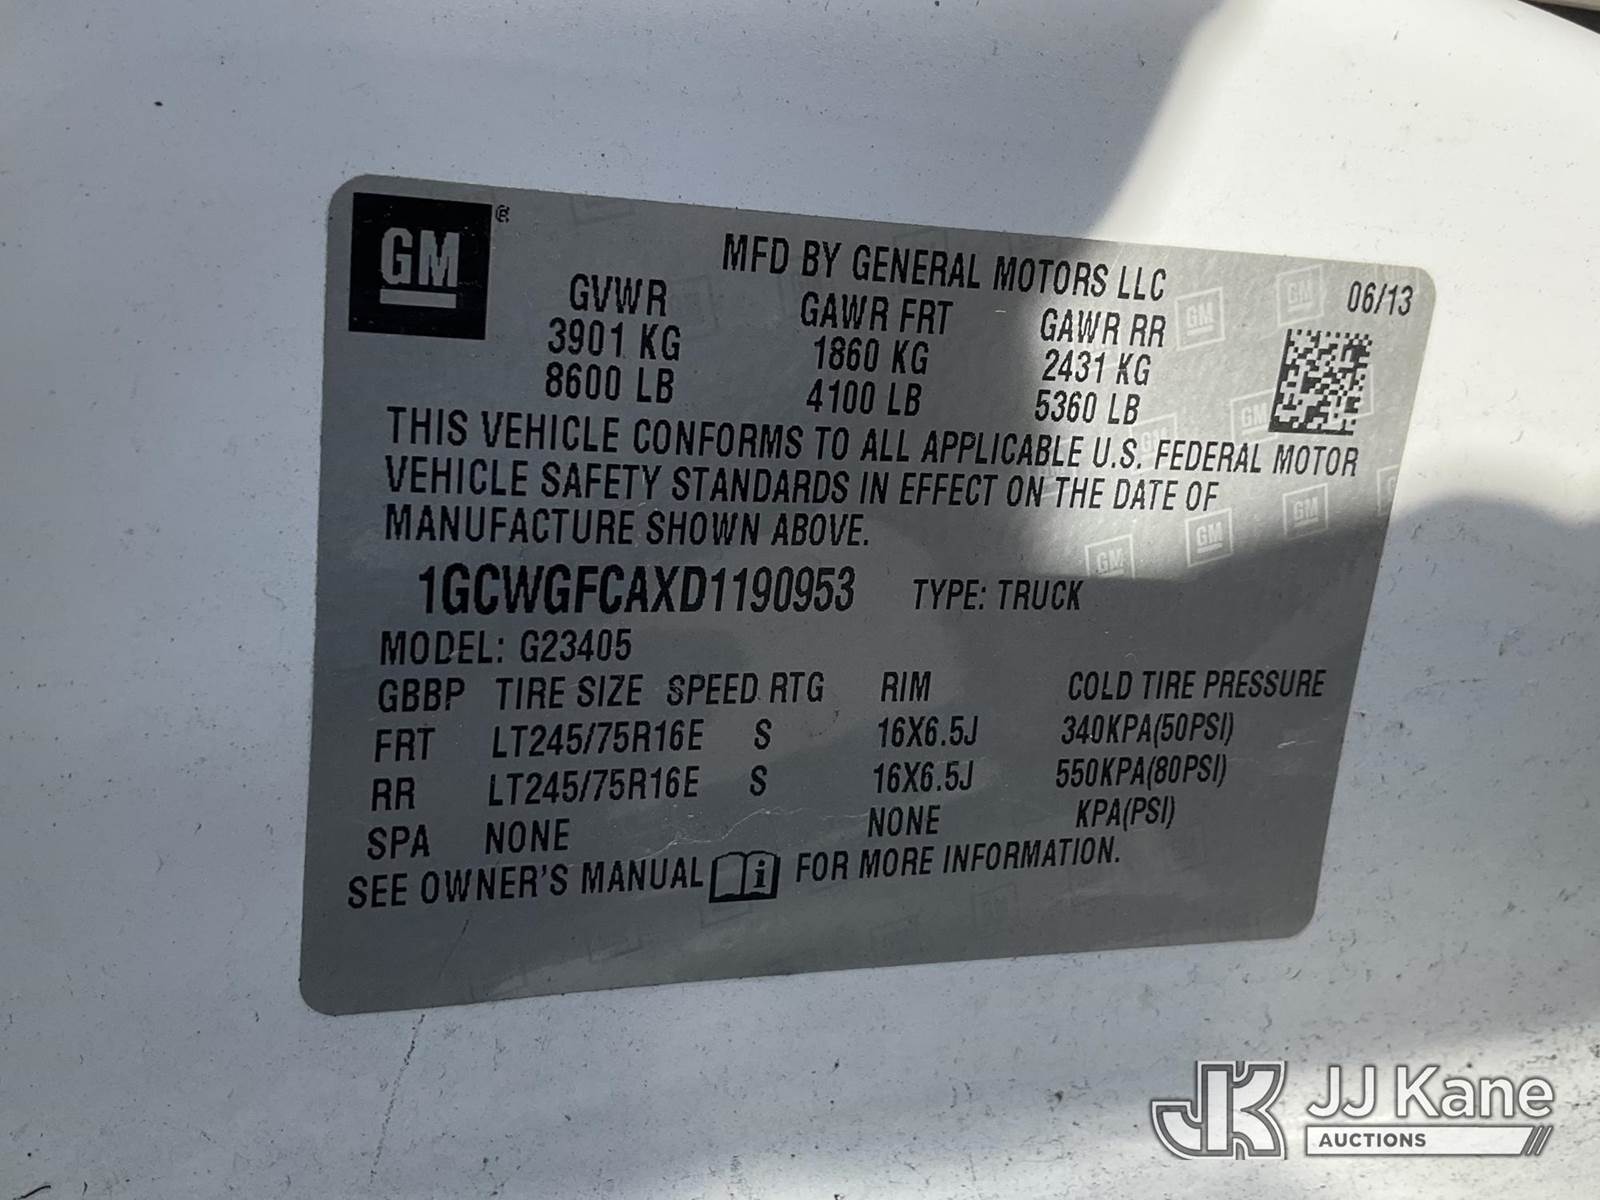 GM®
MFD BY GENERAL MOTORS LLC
06/13
GVWR GAWR FRT GAWR RR
3901 KG 1860 KG 2431 KG
8600 LB 4100 LB 5360 LB
THIS VEHICLE CONFORMS TO ALL APPLICABLE U.S. FEDERAL MOTOR
VEHICLE SAFETY STANDARDS IN EFFECT ON THE DATE OF
MANUFACTURE SHOWN ABOVE.
1GCWGFCAXD1190953 TYPE: TRUCK
MODEL: G23405
GBBP TIRE SIZE SPEED RTG RIM COLD TIRE PRESSURE
FRT LT245/75R16E S 16X6.5J 340KPA(50PSI)
RR LT245/75R16E S 16X6.5J 550KPA(80PSI)
SPA NONE NONE KPA(PSI)
SEE OWNER'S MANUAL i FOR MORE INFORMATION.
JK JJ Kane
AUCTIONS